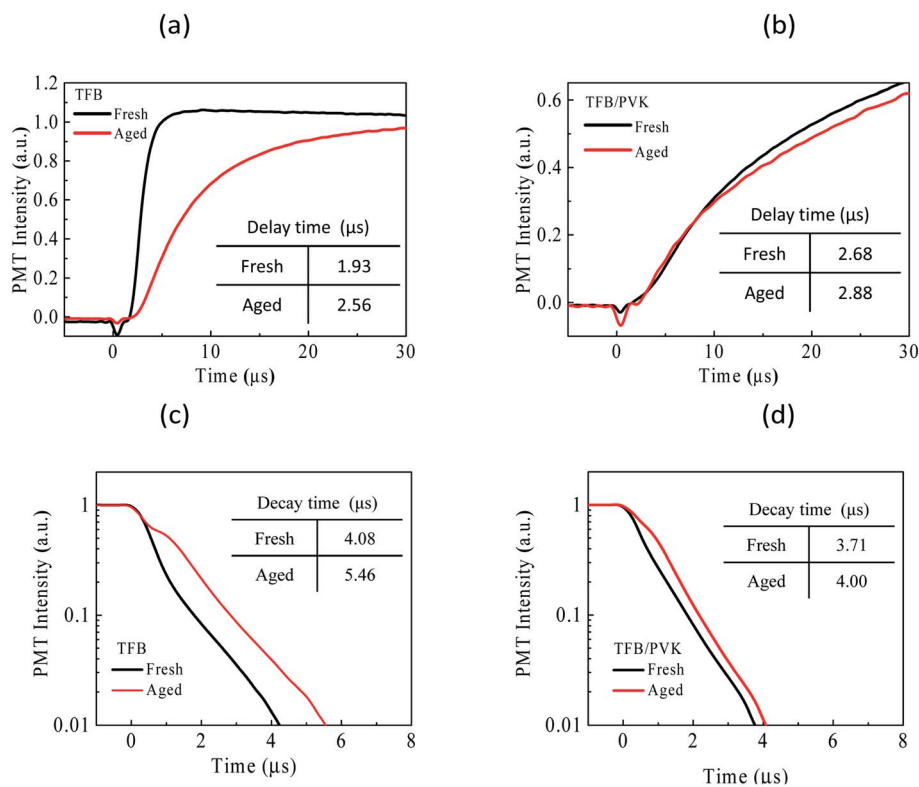 (a)
1.2
1.0
0.8
0.6
0.4
0.2
0.0
PMT Intensity (a.u.)
TFB
Fresh
Aged
Delay time (μs)
Fresh 1.93
Aged 2.56
0 10 20 30
Time (μs)
(b)
0.6
0.4
0.2
0.0
PMT Intensity (a.u.)
TFB/PVK
Fresh
Aged
Delay time (μs)
Fresh 2.68
Aged 2.88
0 10 20 30
Time (μs)
(c)
1
0.1
0.01
PMT Intensity (a.u.)
Decay time (μs)
Fresh 4.08
Aged 5.46
TFB
Fresh
Aged
0 2 4 6 8
Time (μs)
(d)
1
0.1
0.01
PMT Intensity (a.u.)
Decay time (μs)
Fresh 3.71
Aged 4.00
TFB/PVK
Fresh
Aged
0 2 4 6 8
Time (μs)